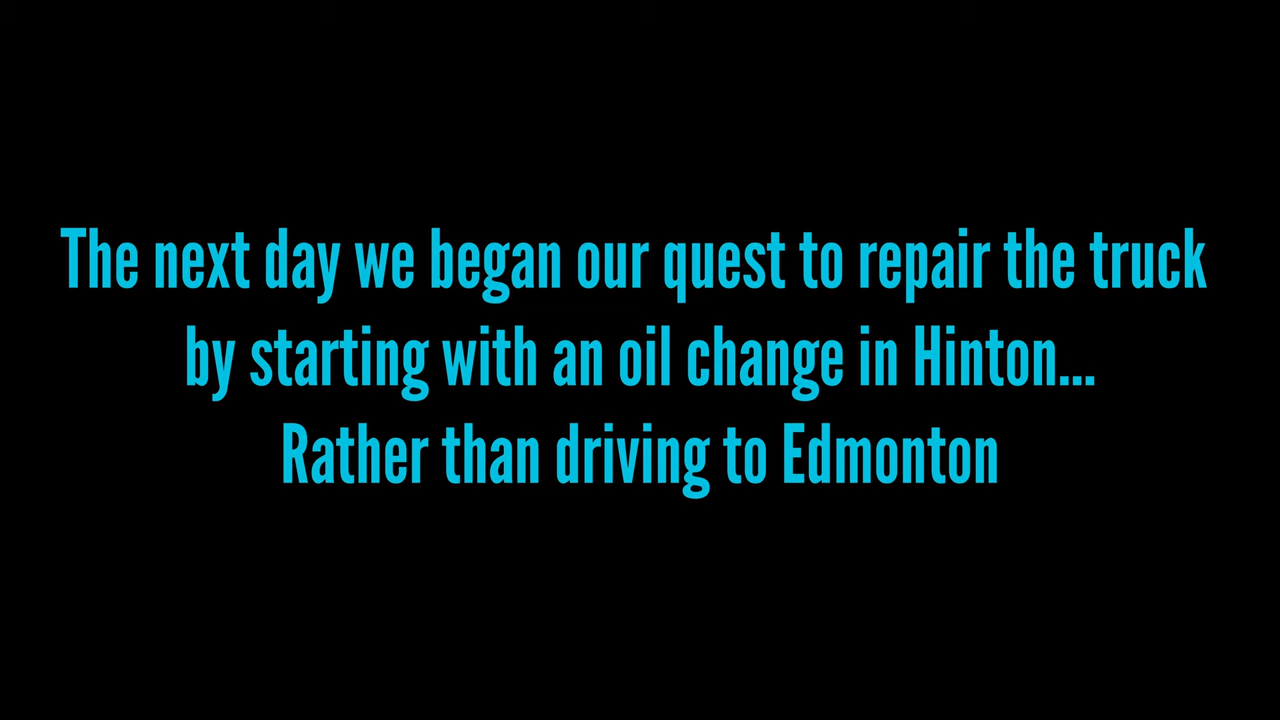 The next day we began our quest to repair the truck
by starting with an oil change in Hinton...
Rather than driving to Edmonton